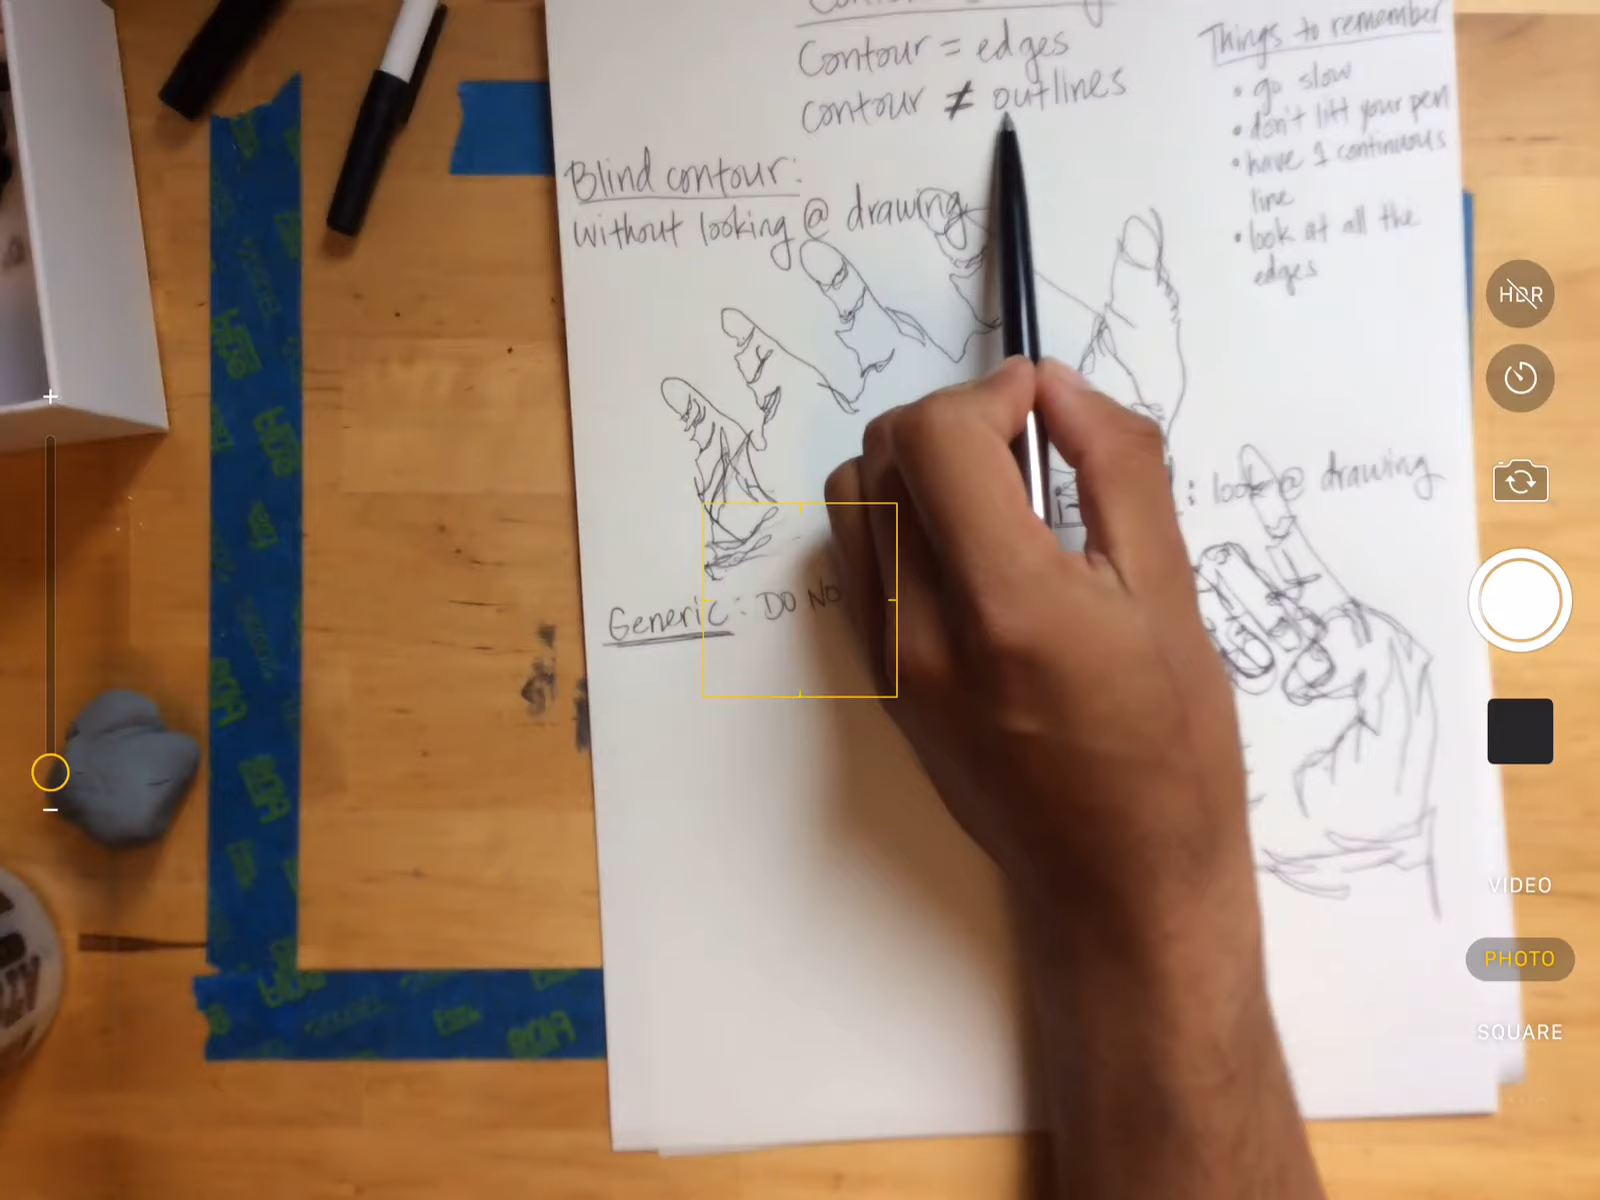 Contour = edges
Contour ≠ outlines
Things to remember
• go slow
• don't lift your pen
• have 1 continuous
line
• look at all the
edges
Blind contour:
without looking @ drawing
: look @ drawing
Generic: DO NO
HDR
VIDEO
PHOTO
SQUARE